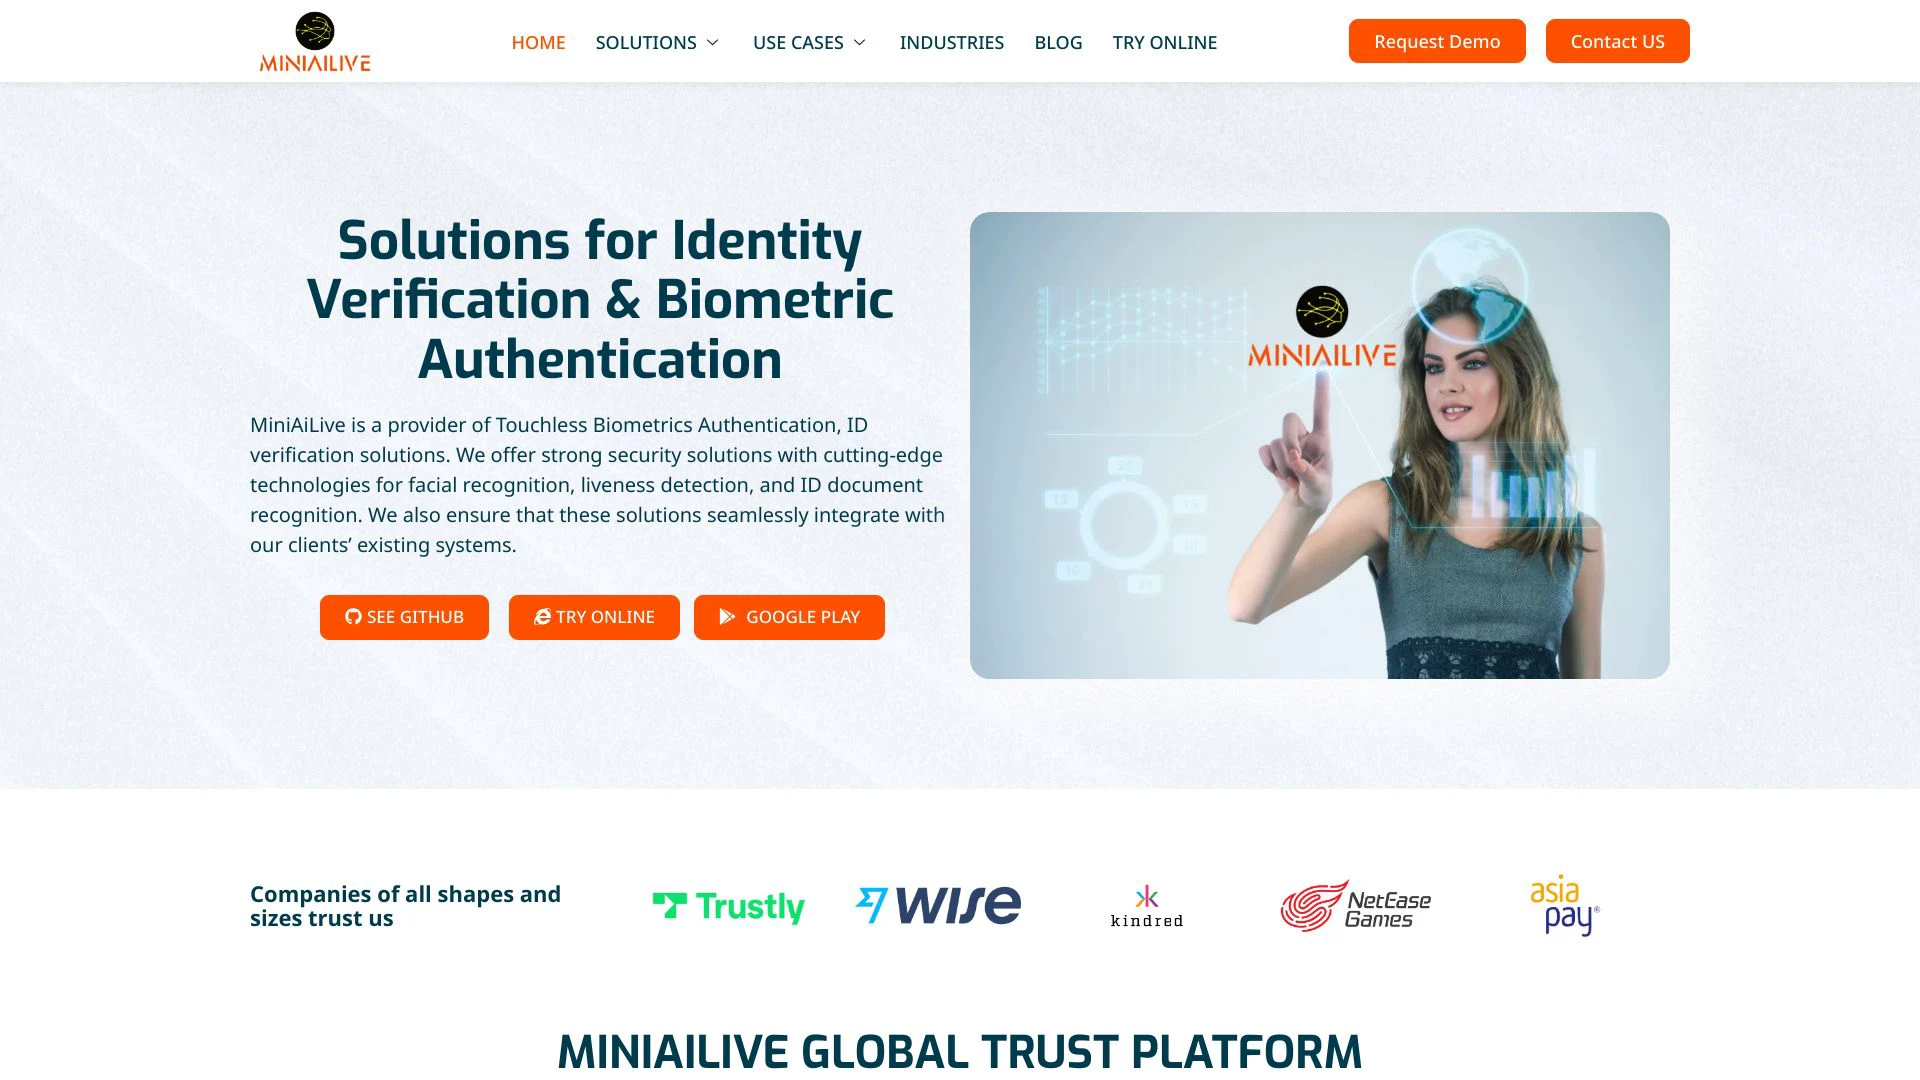 MINIAILIVE
HOME
SOLUTIONS
USE CASES
INDUSTRIES
BLOG
TRY ONLINE
Request Demo
Contact US
Solutions for Identity
Verification & Biometric
Authentication
MiniAiLive is a provider of Touchless Biometrics Authentication, ID
verification solutions. We offer strong security solutions with cutting-edge
technologies for facial recognition, liveness detection, and ID document
recognition. We also ensure that these solutions seamlessly integrate with
our clients’ existing systems.
SEE GITHUB
TRY ONLINE
GOOGLE PLAY
MINIAILIVE
25
15
10
Companies of all shapes and
sizes trust us
Trustly
WISE
kindred
NetEase
Games
asia
pay®
MINIAILIVE GLOBAL TRUST PLATFORM